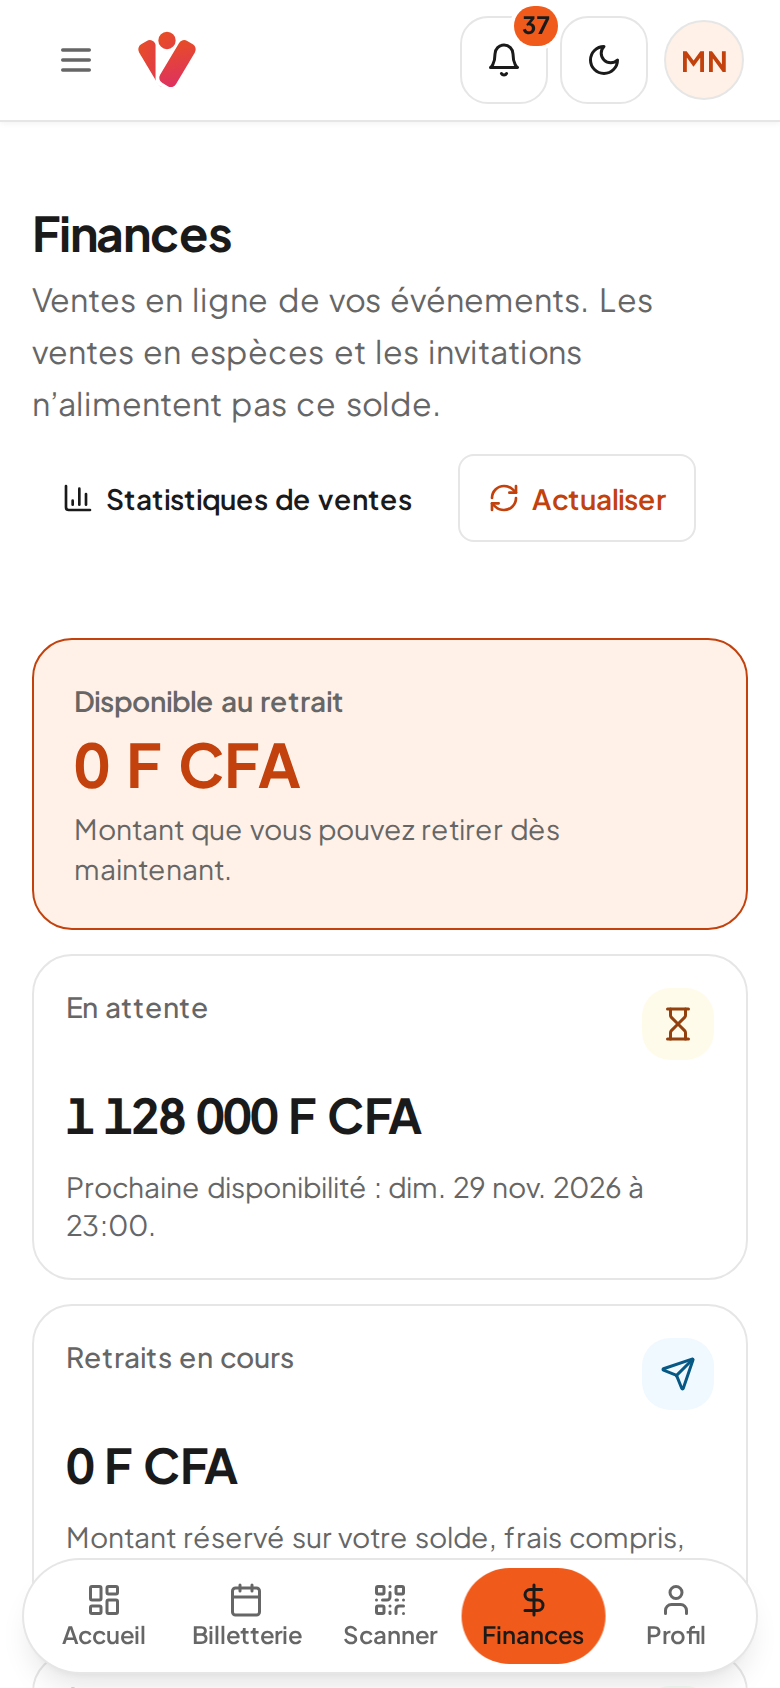 37
MN
Finances
Ventes en ligne de vos événements. Les
ventes en espèces et les invitations
n’alimentent pas ce solde.
Statistiques de ventes
Actualiser
Disponible au retrait
0 F CFA
Montant que vous pouvez retirer dès
maintenant.
En attente
1 128 000 F CFA
Prochaine disponibilité : dim. 29 nov. 2026 à
23:00.
Retraits en cours
0 F CFA
Montant réservé sur votre solde, frais compris,
Accueil
Billetterie
Scanner
Finances
Profil